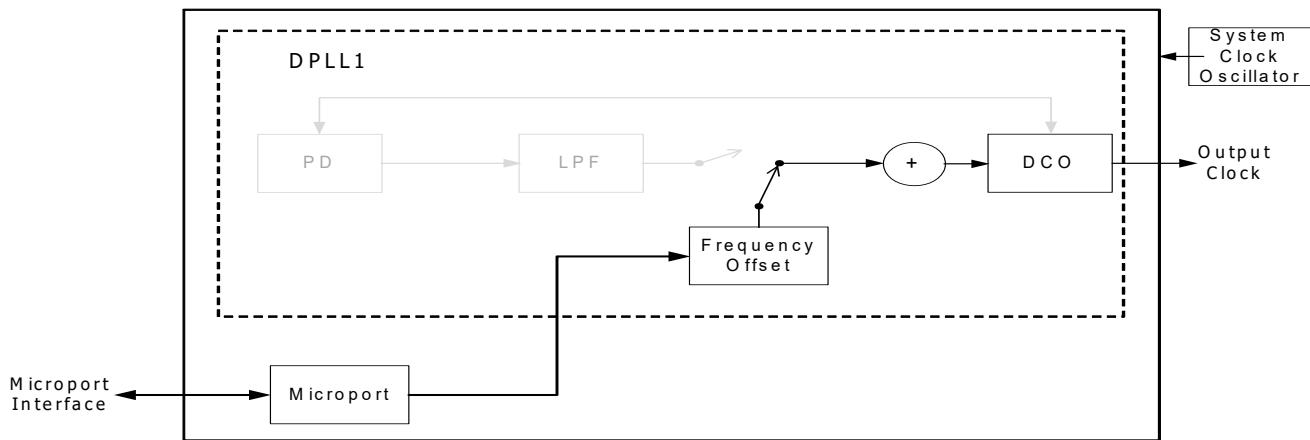 System
Clock
Oscillator
DPLL1
PD
LPF
+
DCO
Output
Clock
Frequency
Offset
Microport
Interface
Microport